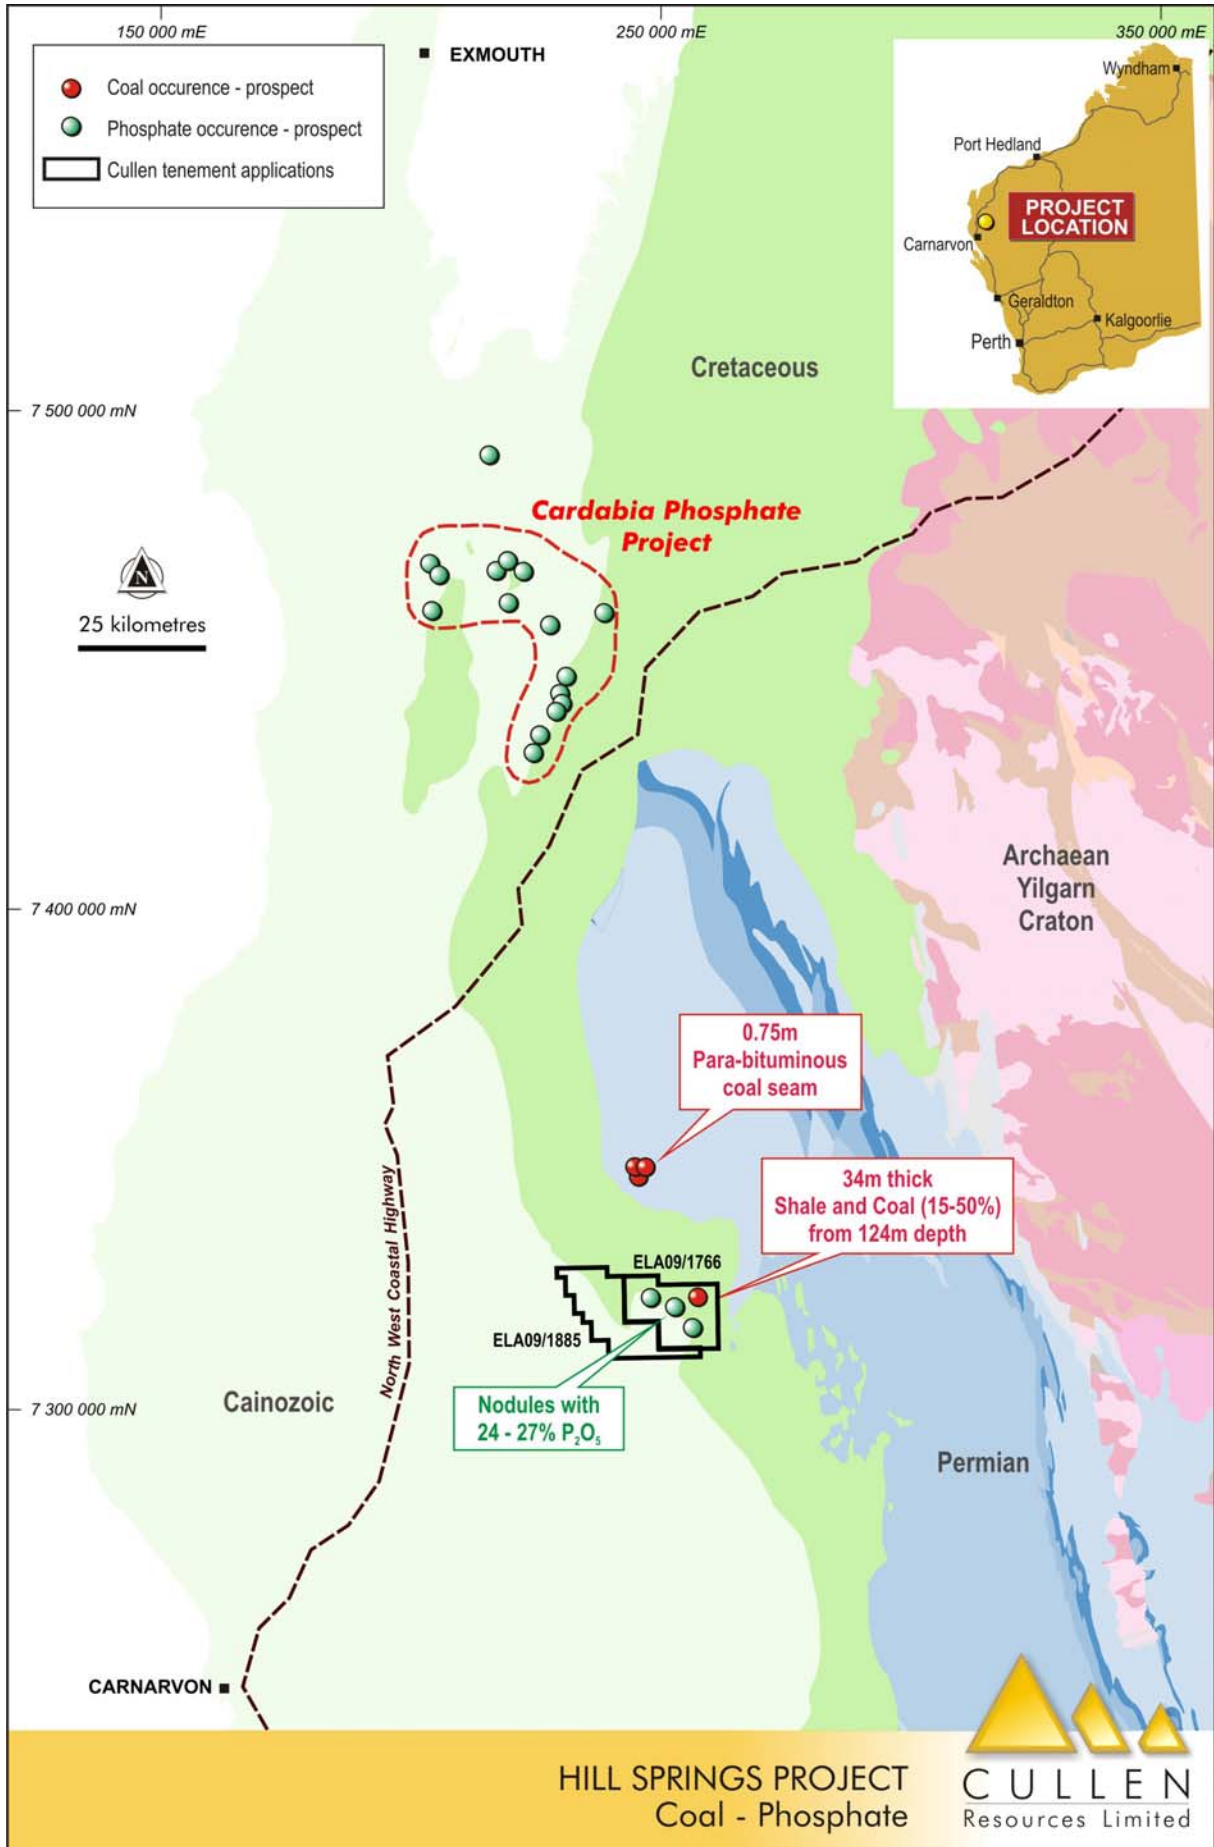 150 000 mE
250 000 mE
350 000 mE
EXMOUTH
Coal occurence - prospect
Phosphate occurence - prospect
Cullen tenement applications
Wyndham
Port Hedland
PROJECT
LOCATION
Carnarvon
Geraldton
Kalgoorlie
Perth
Cretaceous
7 500 000 mN
Cardabia Phosphate
Project
N
25 kilometres
Archaean
Yilgarn
Craton
7 400 000 mN
0.75m
Para-bituminous
coal seam
34m thick
Shale and Coal (15-50%)
from 124m depth
North West Coastal Highway
ELA09/1766
ELA09/1885
Cainozoic
7 300 000 mN
Nodules with
24 - 27% P₂O₅
Permian
CARNARVON
HILL SPRINGS PROJECT
Coal - Phosphate
CULLEN
Resources Limited